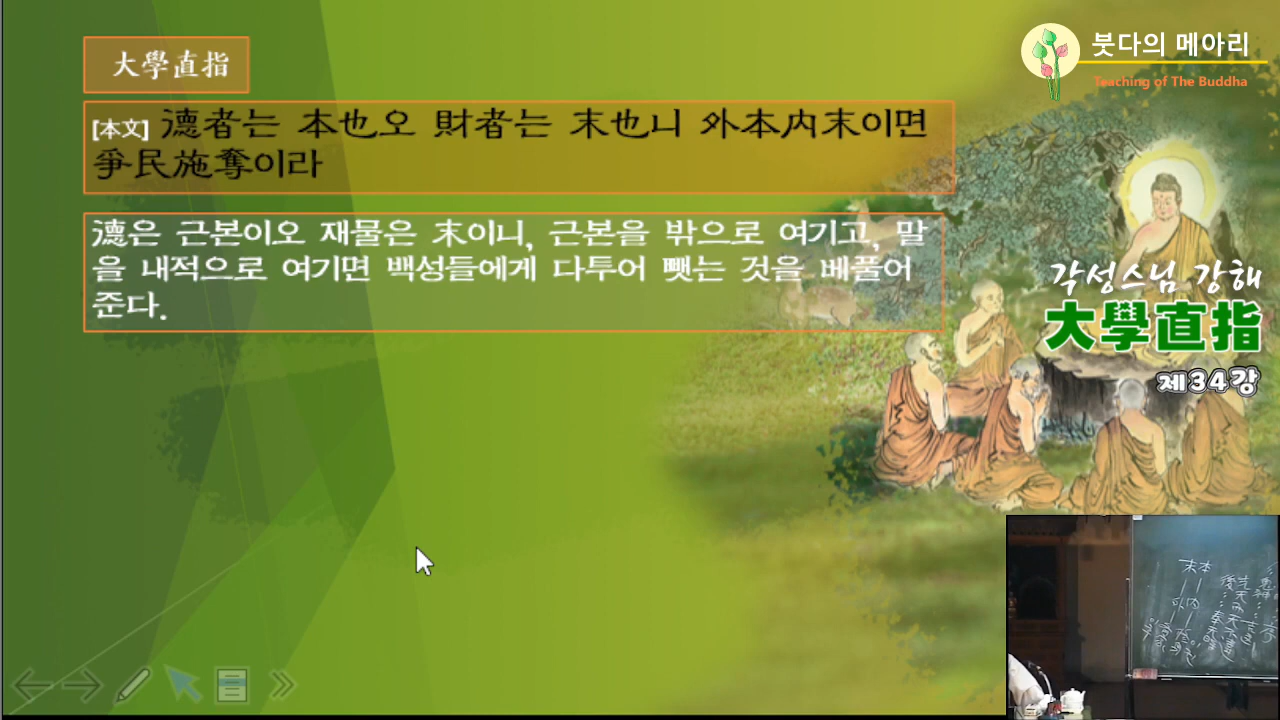 大學直指
[本文] 德者는 本也오 財者는 末也니 外本內末이면
爭民施奪이라
德은 근본이오 재물은 末이니, 근본을 밖으로 여기고, 말
을 내적으로 여기면 백성들에게 다투어 뺏는 것을 베풀어
준다.
붓다의 메아리
Teaching of The Buddha
각성스님 강해
大學直指
제34강
末本